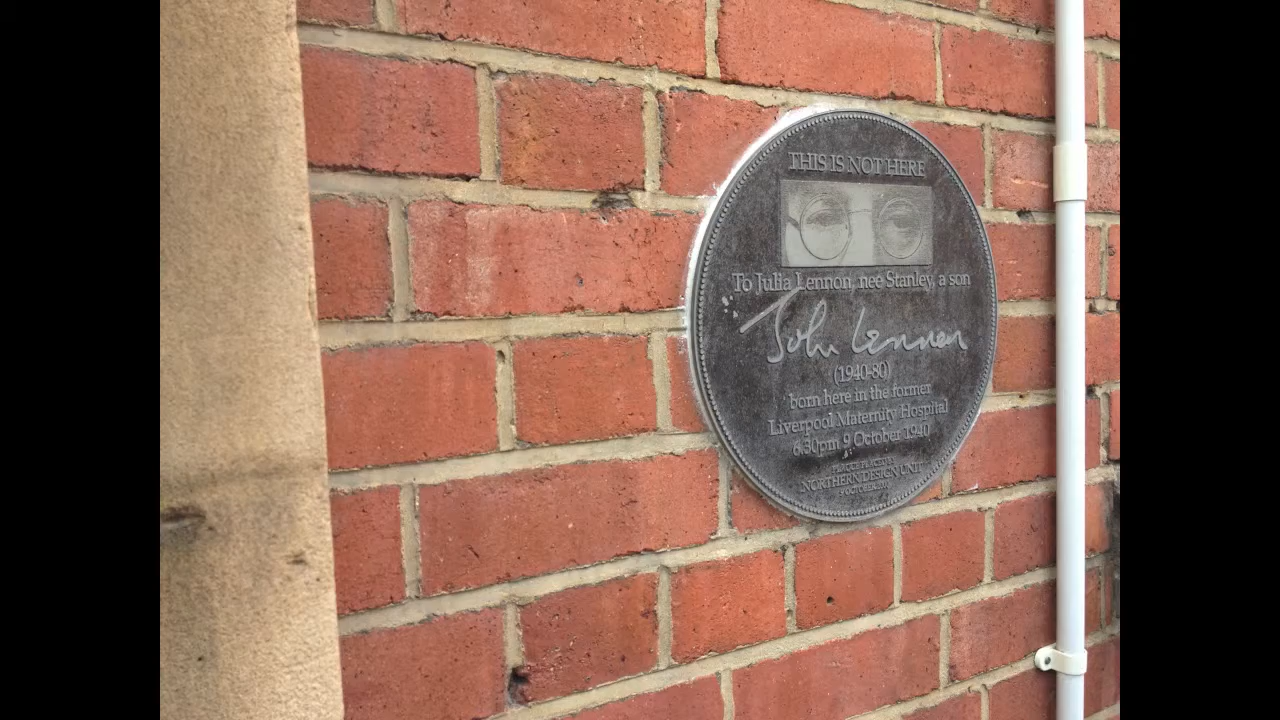 THIS IS NOT HERE
To Julia Lennon, nee Stanley, a son
John Lennon
(1940-80)
born here in the former
Liverpool Maternity Hospital
6.30pm 9 October 1940
NORTHERN DESIGN UNIT